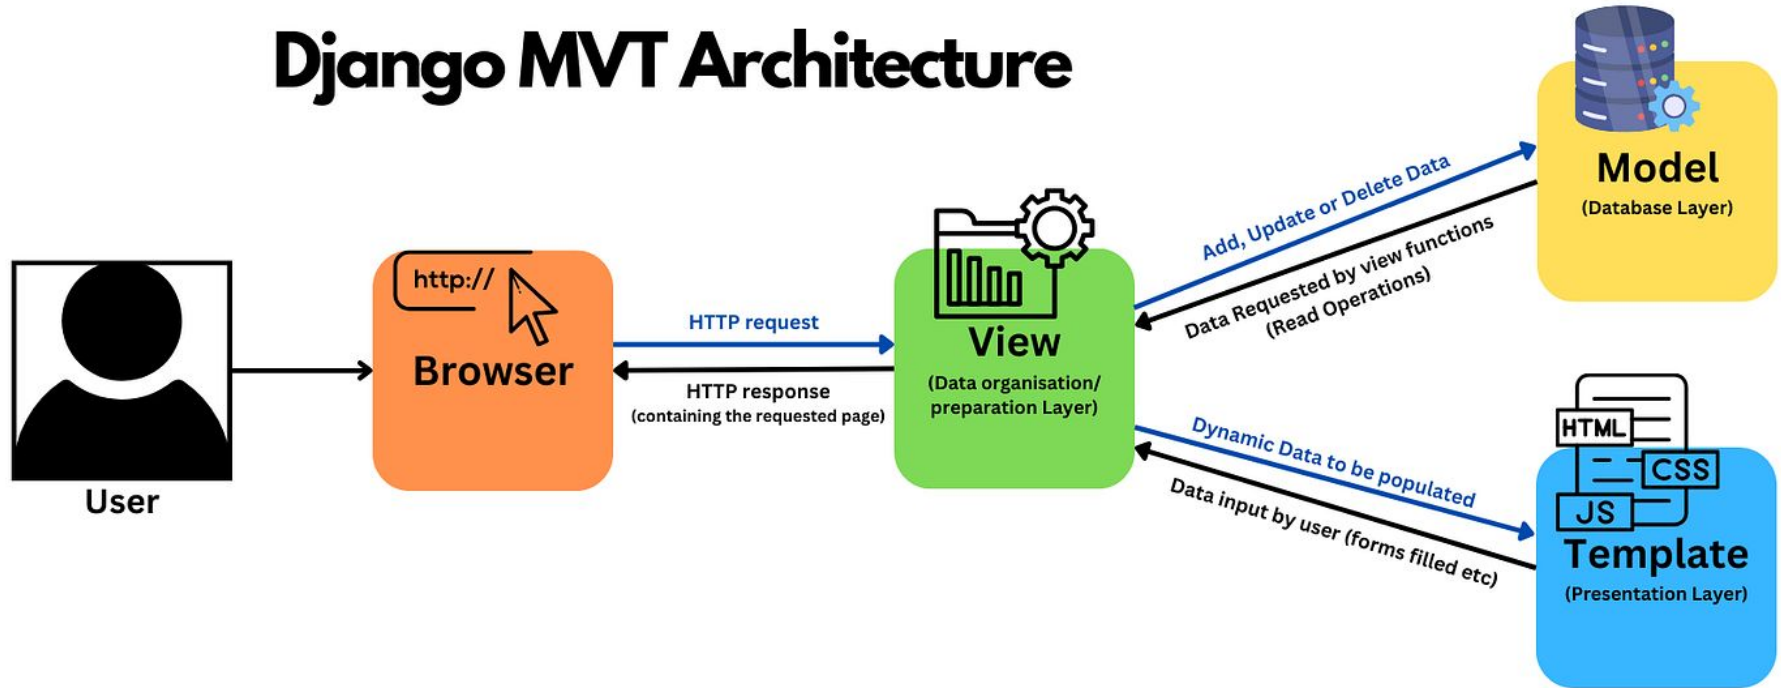 Django MVT Architecture
User
http://
Browser
HTTP request
HTTP response
(containing the requested page)
View
(Data organisation/
preparation Layer)
Add, Update or Delete Data
Data Requested by view functions
(Read Operations)
Model
(Database Layer)
Dynamic Data to be populated
Data input by user (forms filled etc)
HTML
CSS
JS
Template
(Presentation Layer)